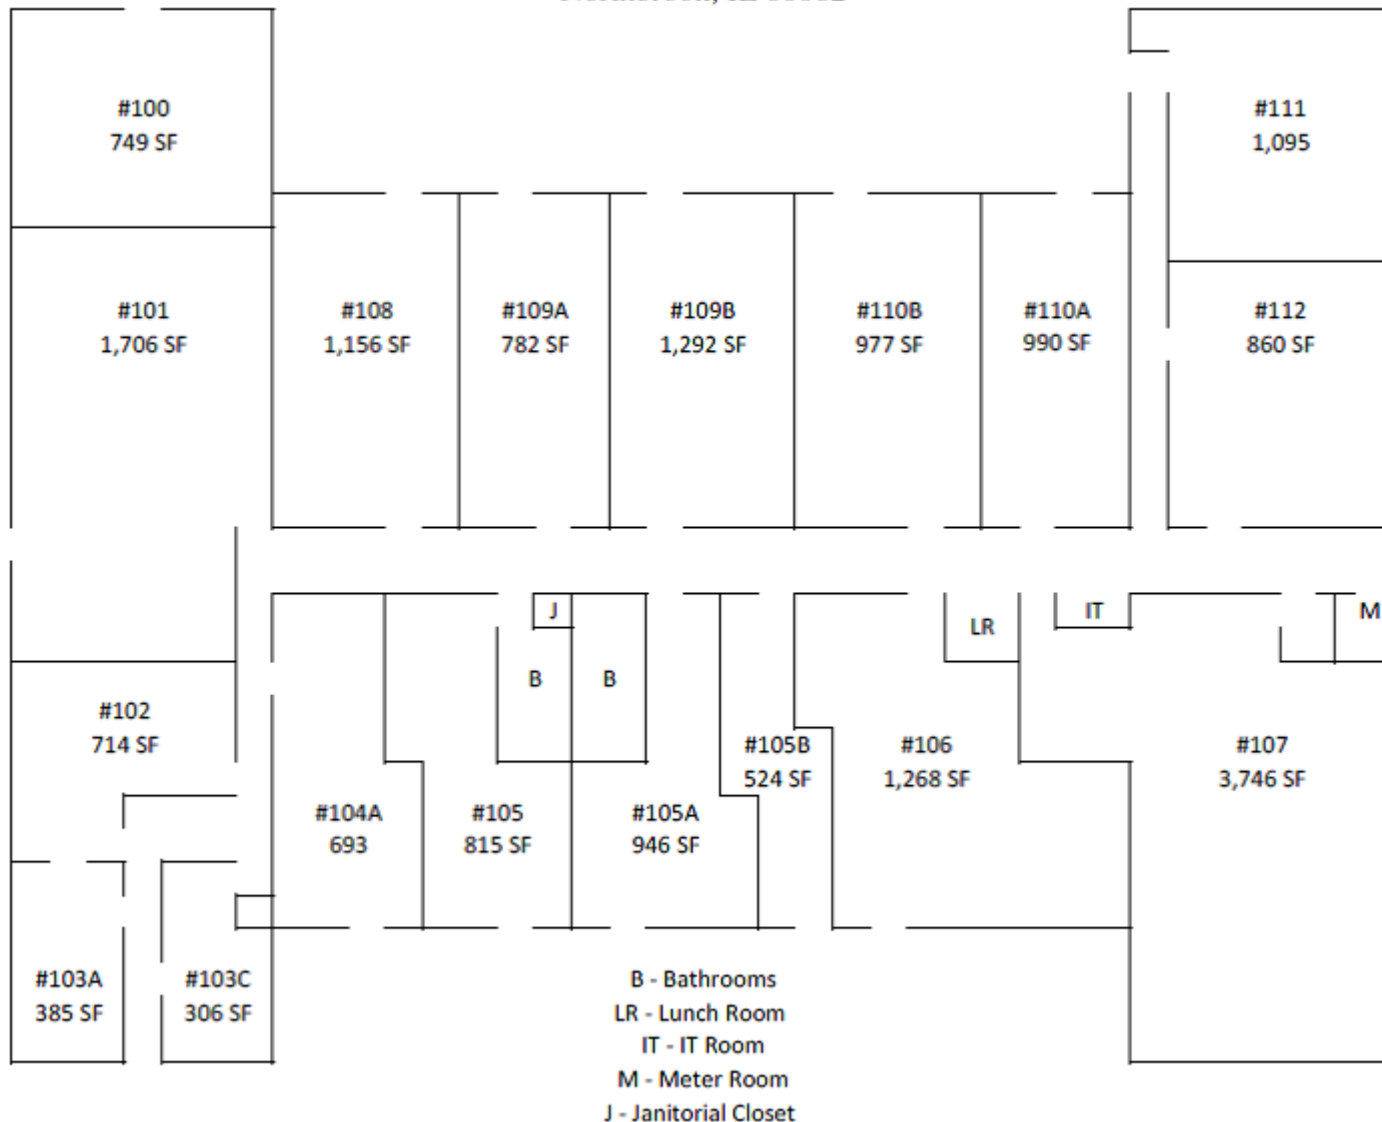 #100
749 SF
#111
1,095
#101
1,706 SF
#108
1,156 SF
#109A
782 SF
#109B
1,292 SF
#110B
977 SF
#110A
990 SF
#112
860 SF
J
LR
IT
M
B
B
#102
714 SF
#105B
524 SF
#106
1,268 SF
#107
3,746 SF
#104A
693
#105
815 SF
#105A
946 SF
#103A
385 SF
#103C
306 SF
B - Bathrooms
LR - Lunch Room
IT - IT Room
M - Meter Room
J - Janitorial Closet